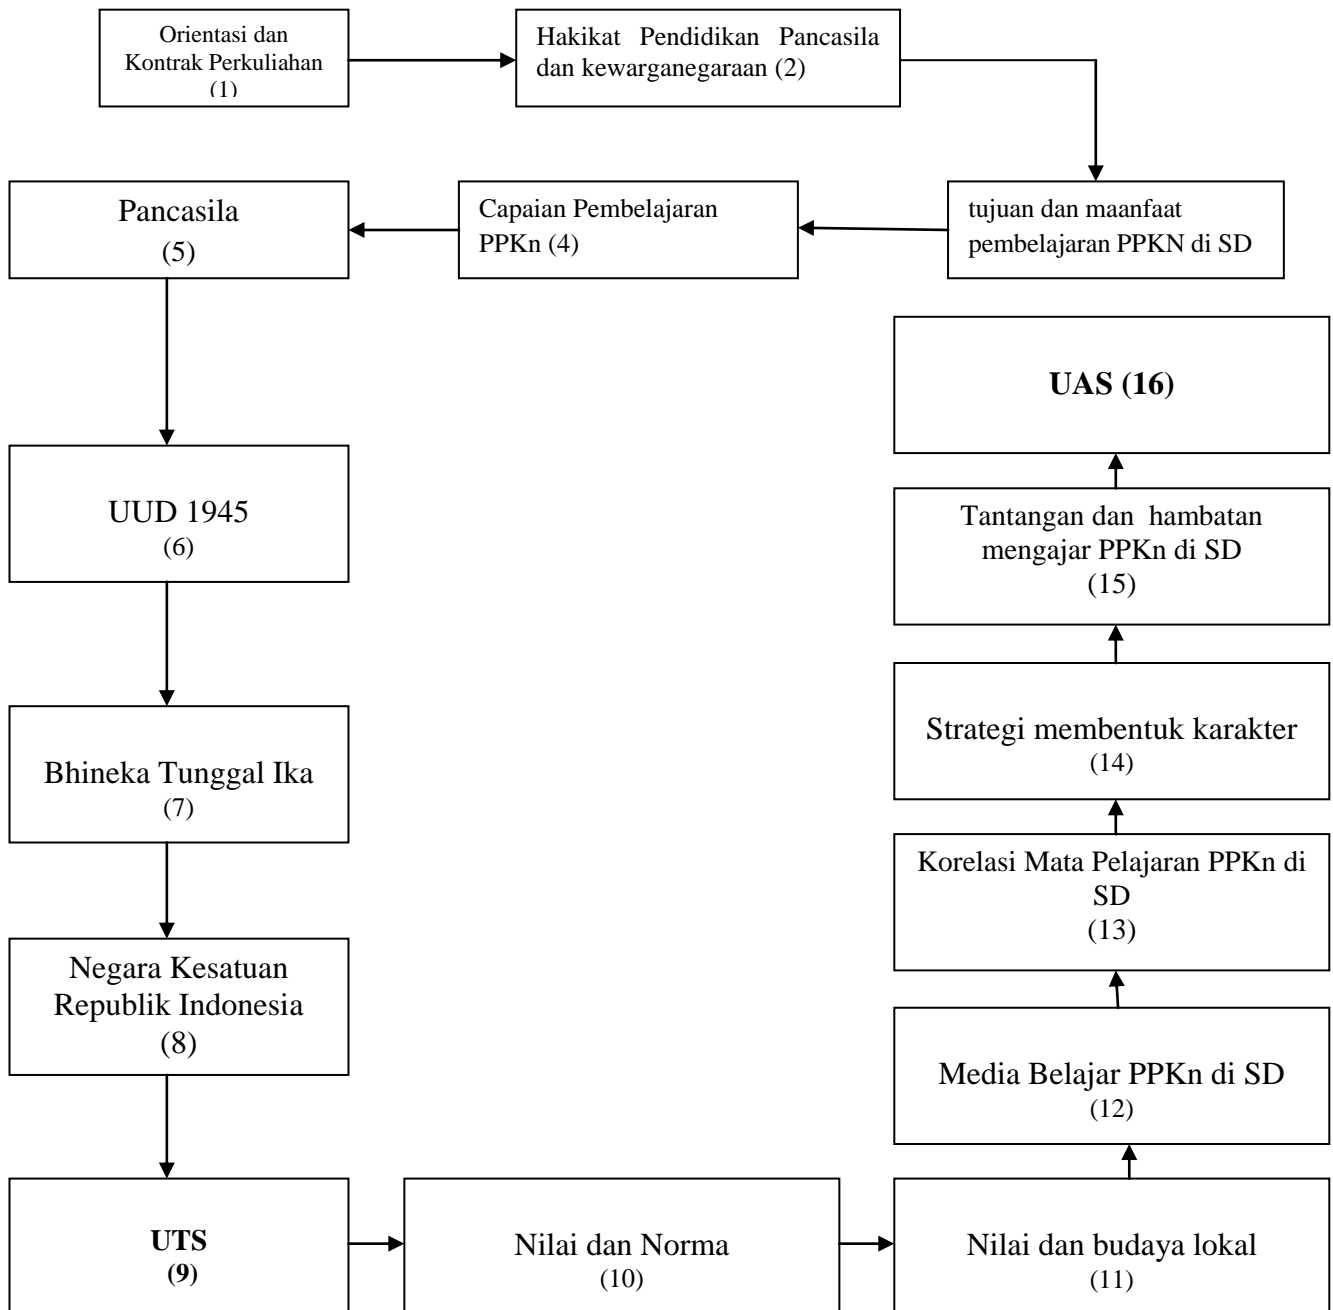 Orientasi dan
Kontrak Perkuliahan
(1)
Hakikat Pendidikan Pancasila
dan kewarganegaraan (2)
tujuan dan maanfaat
pembelajaran PPKN di SD
Capaian Pembelajaran
PPKn (4)
Pancasila
(5)
UUD 1945
(6)
Bhineka Tunggal Ika
(7)
Negara Kesatuan
Republik Indonesia
(8)
UTS
(9)
Nilai dan Norma
(10)
Nilai dan budaya lokal
(11)
Media Belajar PPKn di SD
(12)
Korelasi Mata Pelajaran PPKn di
SD
(13)
Strategi membentuk karakter
(14)
Tantangan dan  hambatan
mengajar PPKn di SD
(15)
UAS (16)